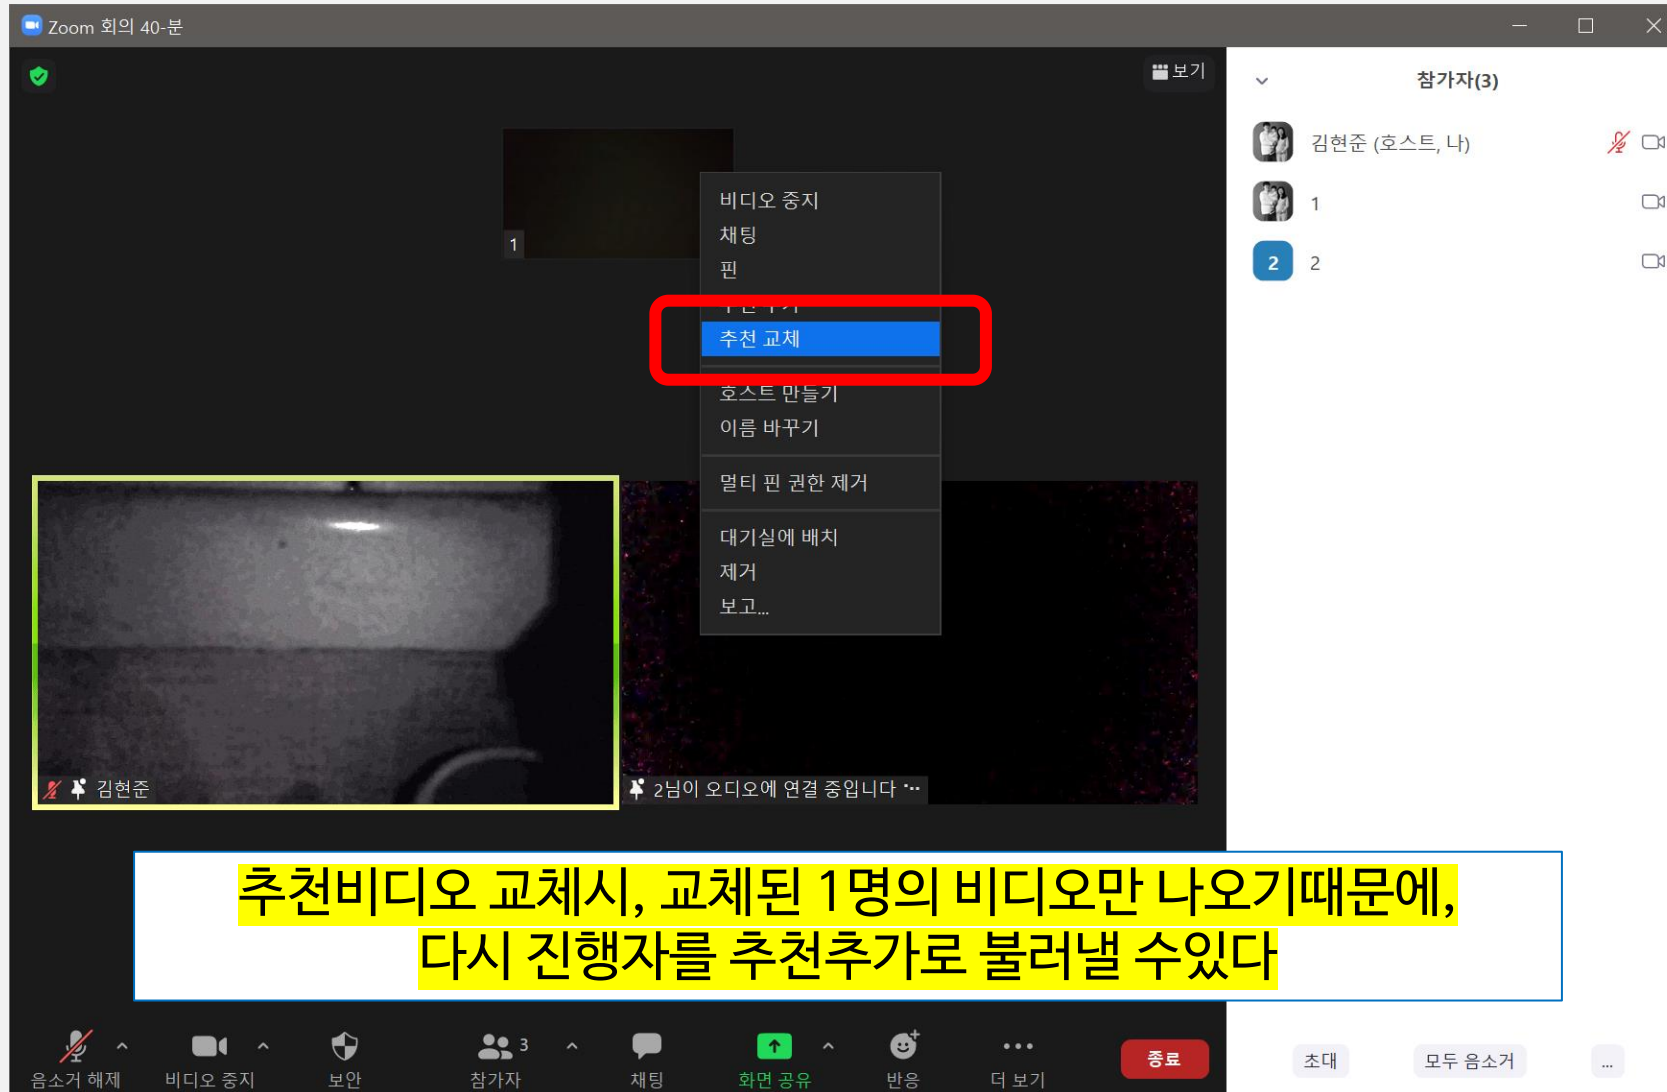 Zoom 회의 40-분
보기
참가자(3)
김현준 (호스트, 나)
1
2 2
1
비디오 중지
채팅
핀
추천 교체
호스트 만들기
이름 바꾸기
멀티 핀 권한 제거
대기실에 배치
제거
보고...
김현준
2님이 오디오에 연결 중입니다
추천비디오 교체시, 교체된 1명의 비디오만 나오기때문에,
다시 진행자를 추천추가로 불러낼 수있다
음소거 해제
비디오 중지
보안
3
참가자
채팅
화면 공유
반응
더 보기
종료
초대
모두 음소거
...